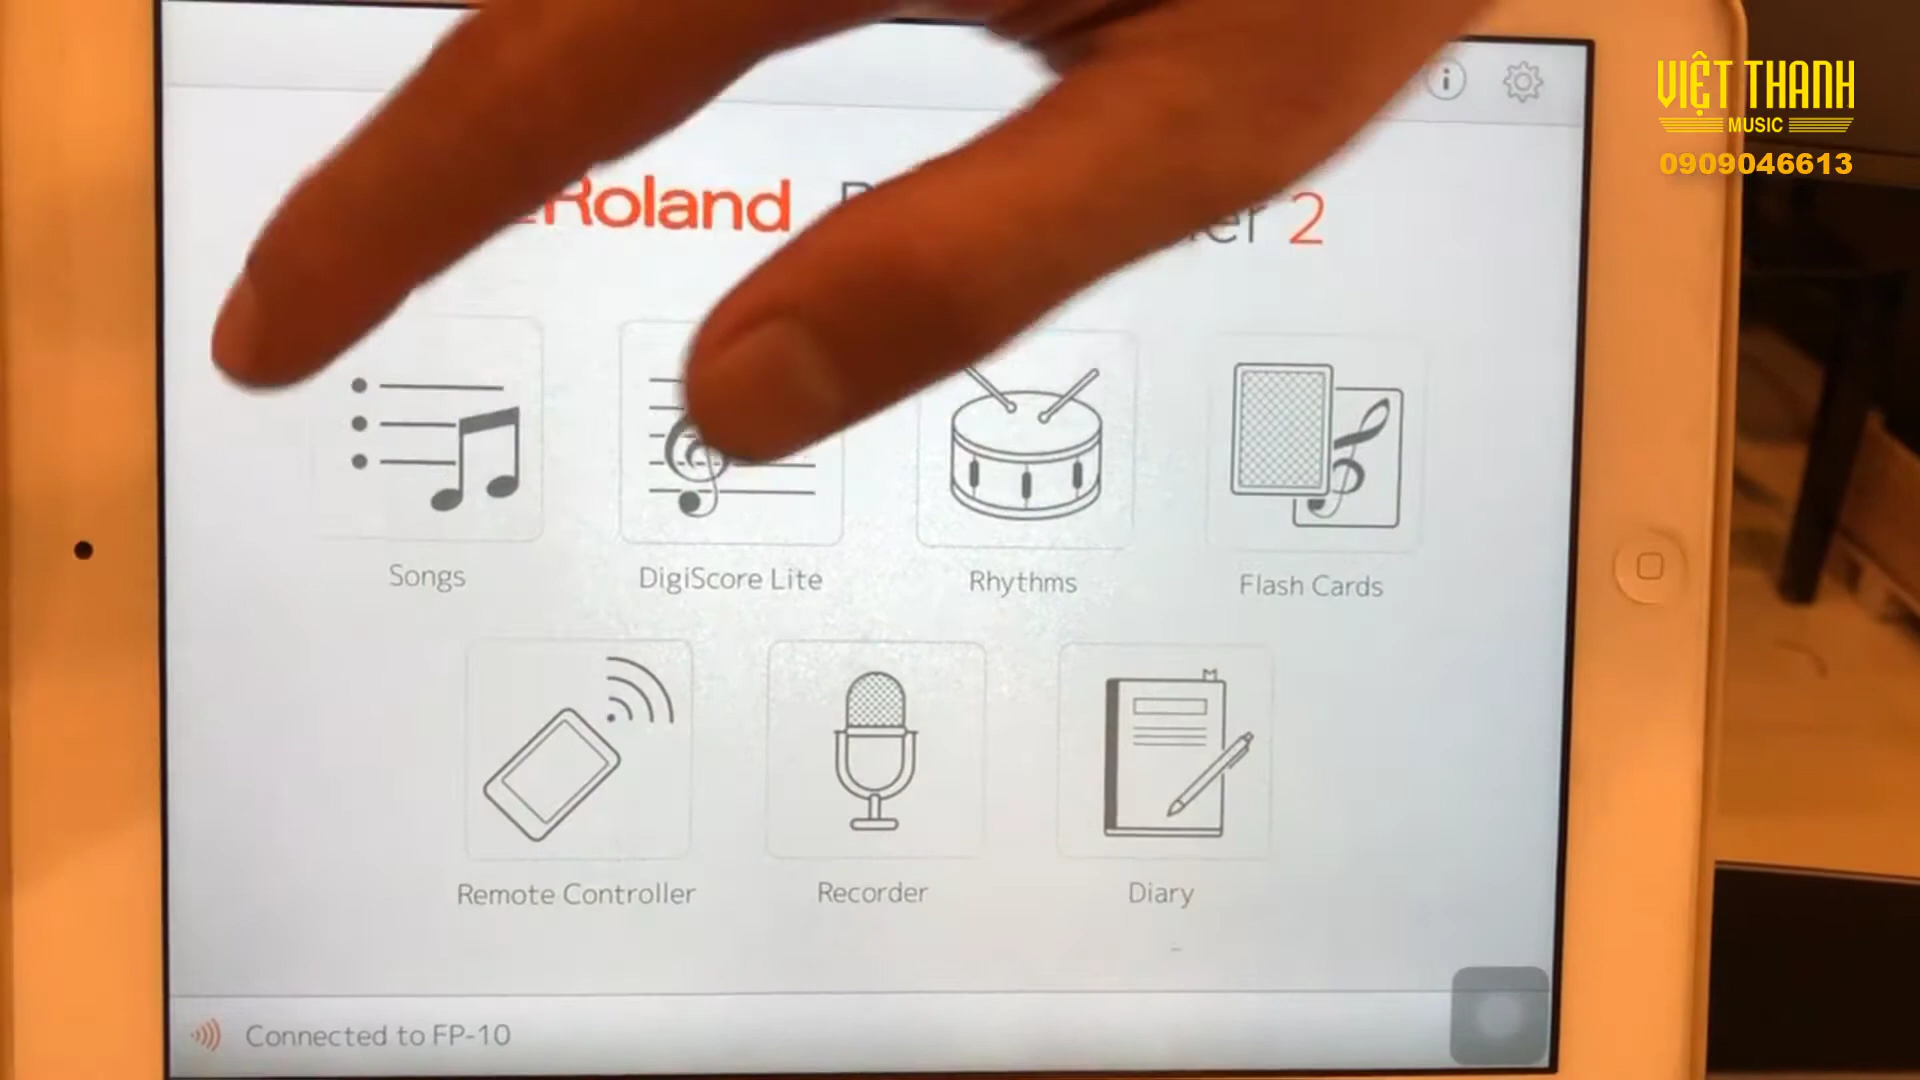 VIỆT THANH
MUSIC
0909046613
Roland 2
Songs
DigiScore Lite
Rhythms
Flash Cards
Remote Controller
Recorder
Diary
Connected to FP-10